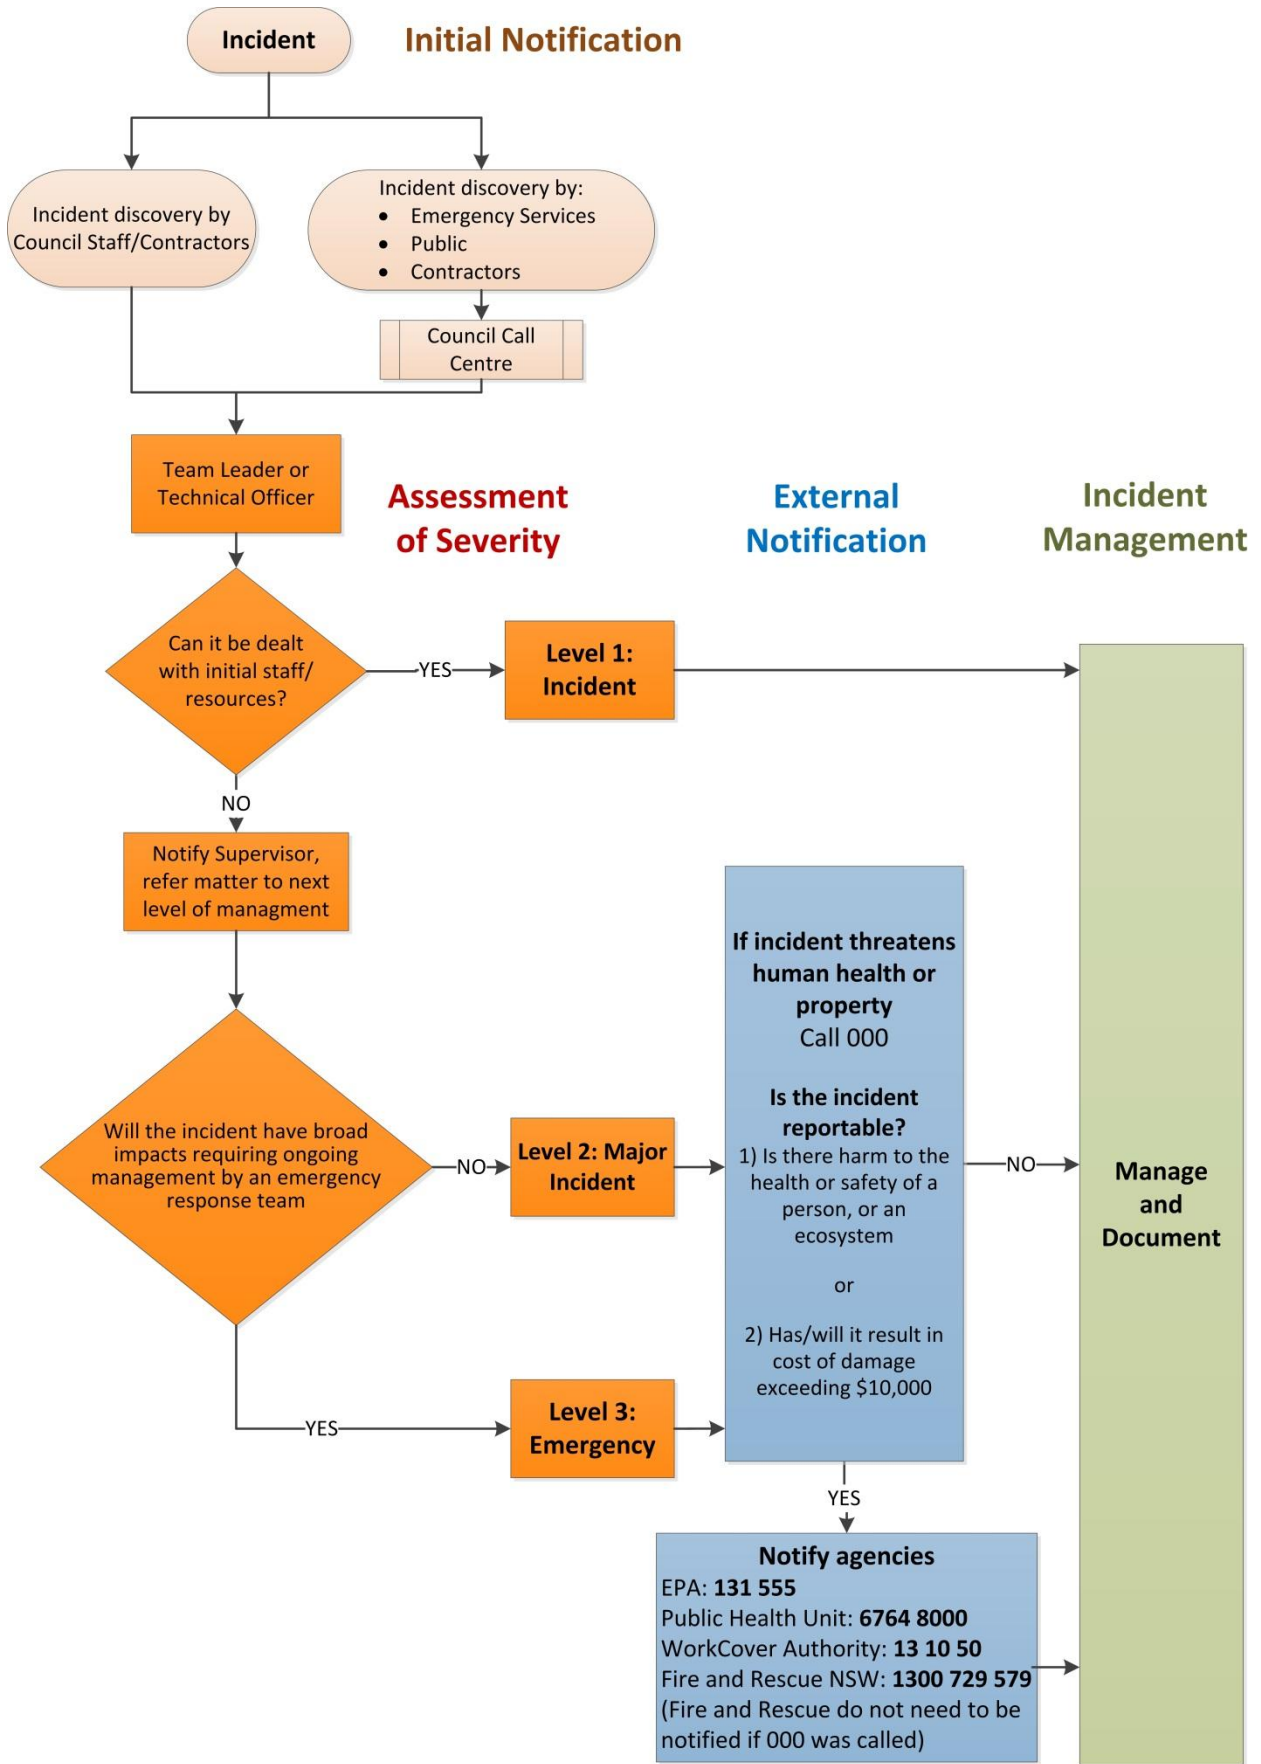 Incident
Initial Notification
Incident discovery by
Council Staff/Contractors
Incident discovery by:
• Emergency Services
• Public
• Contractors
Council Call
Centre
Team Leader or
Technical Officer
Assessment
of Severity
External
Notification
Incident
Management
Can it be dealt
with initial staff/
resources?
YES
Level 1:
Incident
NO
Notify Supervisor,
refer matter to next
level of managment
Will the incident have broad
impacts requiring ongoing
management by an emergency
response team
NO
Level 2: Major
Incident
YES
Level 3:
Emergency
If incident threatens
human health or
property
Call 000
Is the incident
reportable?
1) Is there harm to the
health or safety of a
person, or an
ecosystem
or
2) Has/will it result in
cost of damage
exceeding $10,000
NO
YES
Manage
and
Document
Notify agencies
EPA: 131 555
Public Health Unit: 6764 8000
WorkCover Authority: 13 10 50
Fire and Rescue NSW: 1300 729 579
(Fire and Rescue do not need to be
notified if 000 was called)